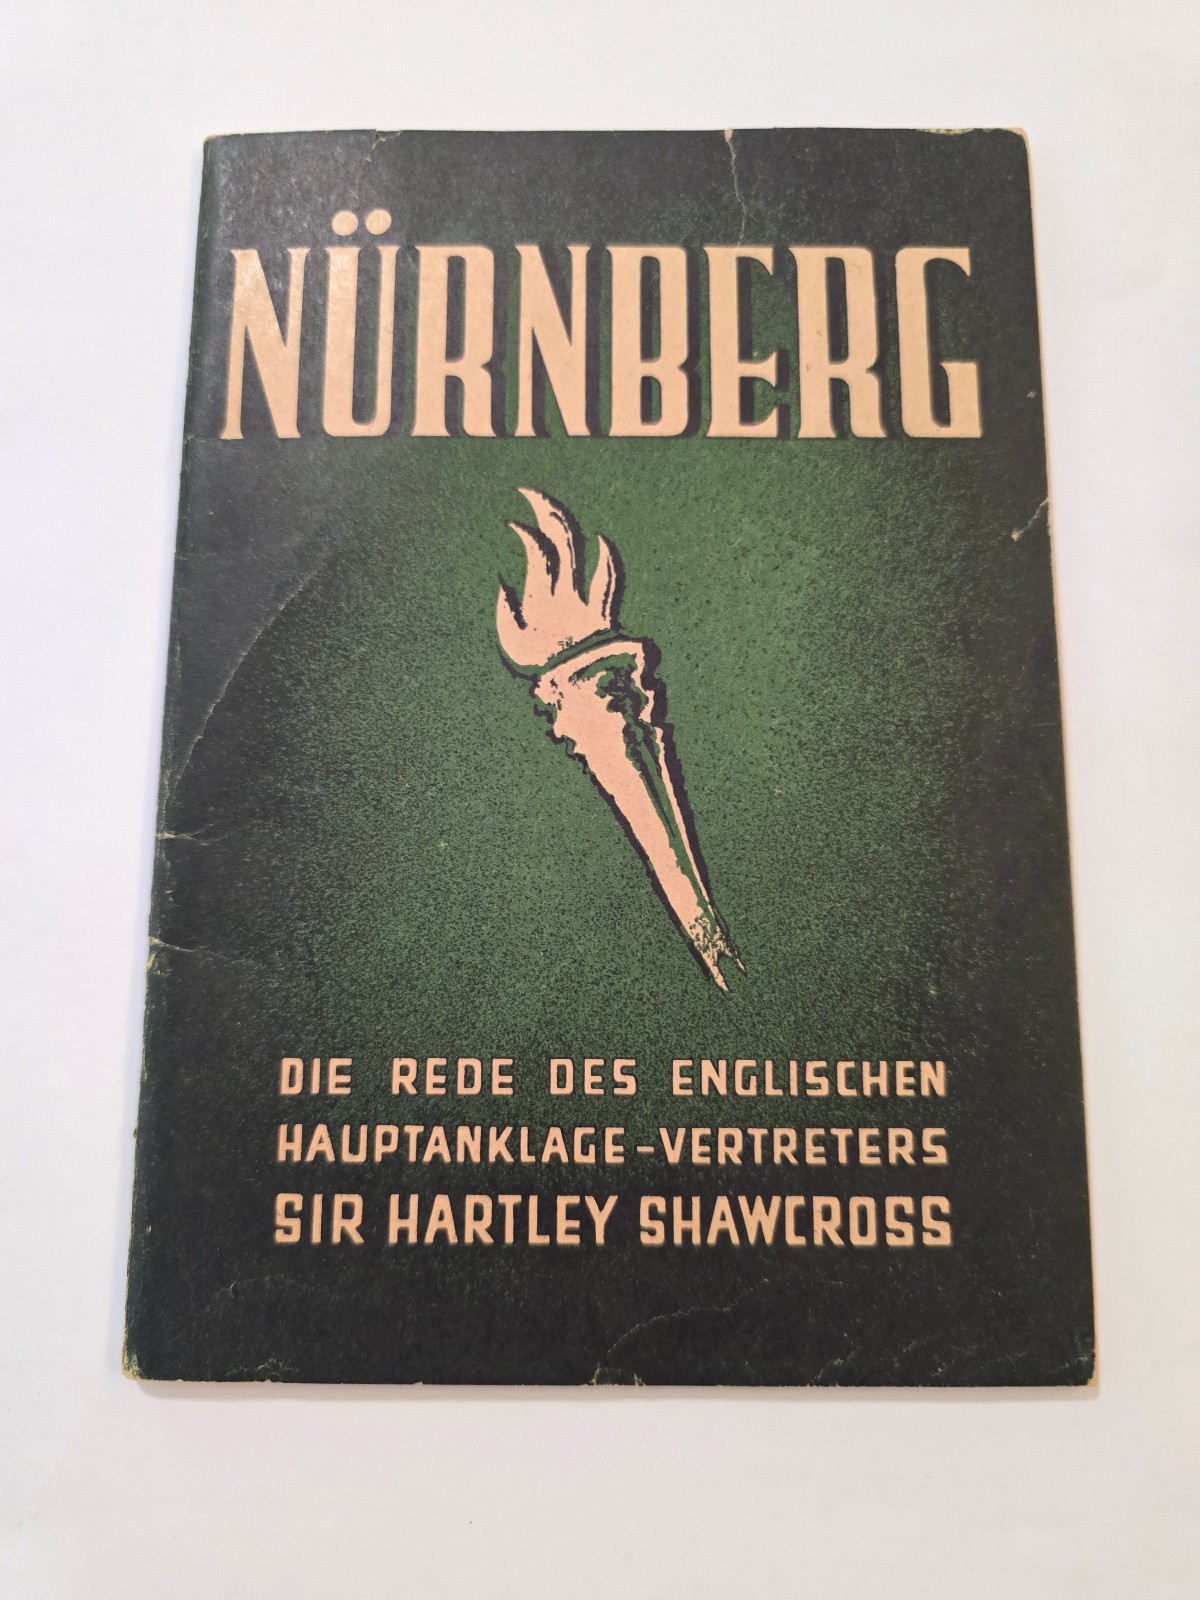 NÜRNBERG
DIE REDE DES ENGLISCHEN
HAUPTANKLAGE-VERTRETERS
SIR HARTLEY SHAWCROSS